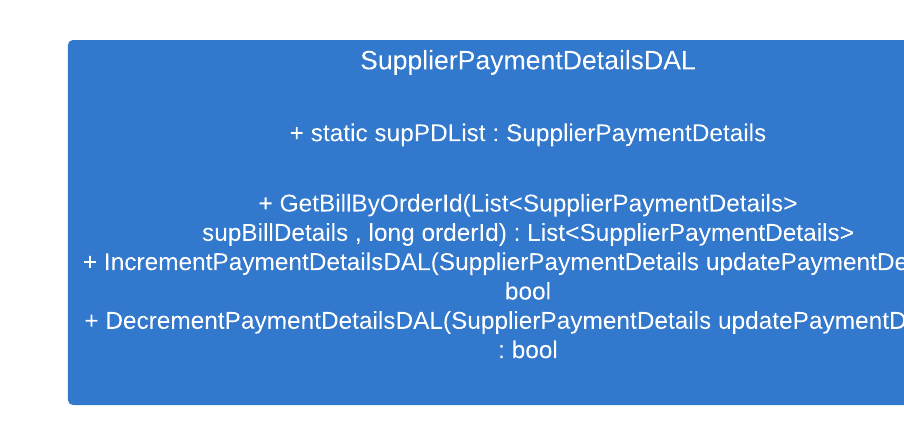 SupplierPaymentDetailsDAL
+ static supPDList : SupplierPaymentDetails
+ GetBillByOrderId(List<SupplierPaymentDetails>
supBillDetails , long orderId) : List<SupplierPaymentDetails>
+ IncrementPaymentDetailsDAL(SupplierPaymentDetails updatePaymentDe
bool
+ DecrementPaymentDetailsDAL(SupplierPaymentDetails updatePaymentD
: bool